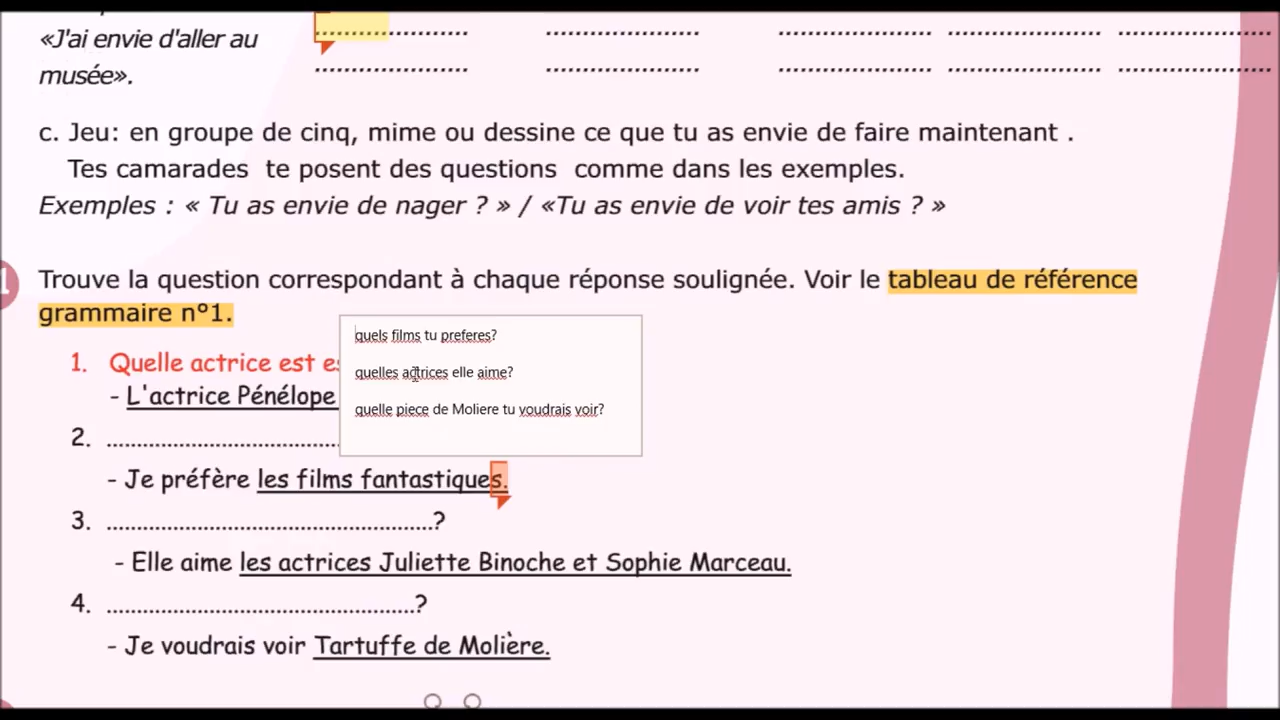 «J'ai envie d'aller au ........................ ........................ ........................ ........................ ........................
musée». ........................ ........................ ........................ ........................ ........................
c. Jeu: en groupe de cinq, mime ou dessine ce que tu as envie de faire maintenant .
Tes camarades te posent des questions comme dans les exemples.
Exemples : « Tu as envie de nager ? » / «Tu as envie de voir tes amis ? »
1 Trouve la question correspondant à chaque réponse soulignée. Voir le tableau de référence
grammaire n°1.
quels films tu preferes?
quelles actrices elle aime?
quelle piece de Moliere tu voudrais voir?
1. Quelle actrice est
- L'actrice Pénélope
2. ....................................
- Je préfère les films fantastiques.
3. ..................................................?
- Elle aime les actrices Juliette Binoche et Sophie Marceau.
4. ...............................................?
- Je voudrais voir Tartuffe de Molière.